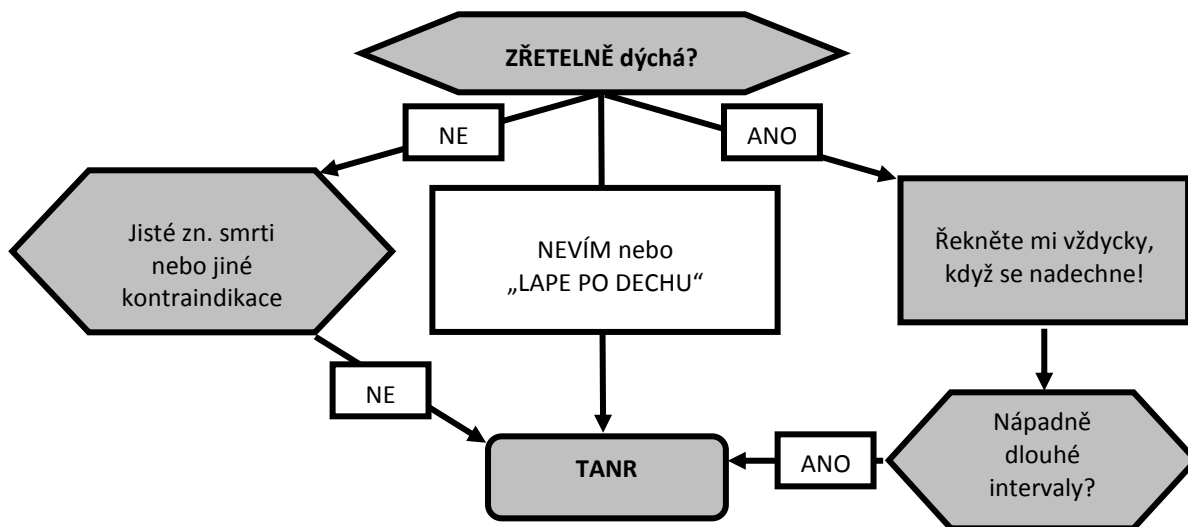 ZŘETELNĚ dýchá?
NE
ANO
Jisté zn. smrti
nebo jiné
kontraindikace
NEVÍM nebo
„LAPE PO DECHU“
Řekněte mi vždycky,
když se nadechne!
NE
TANR
ANO
Nápadně
dlouhé
intervaly?